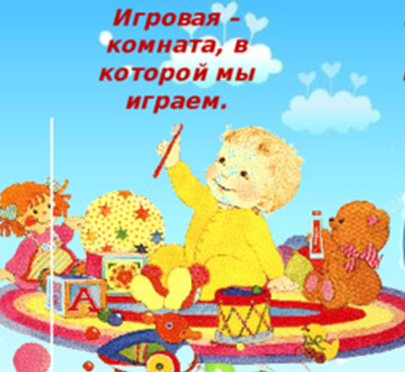 Игровая –
комната, в
которой мы
играем.
А